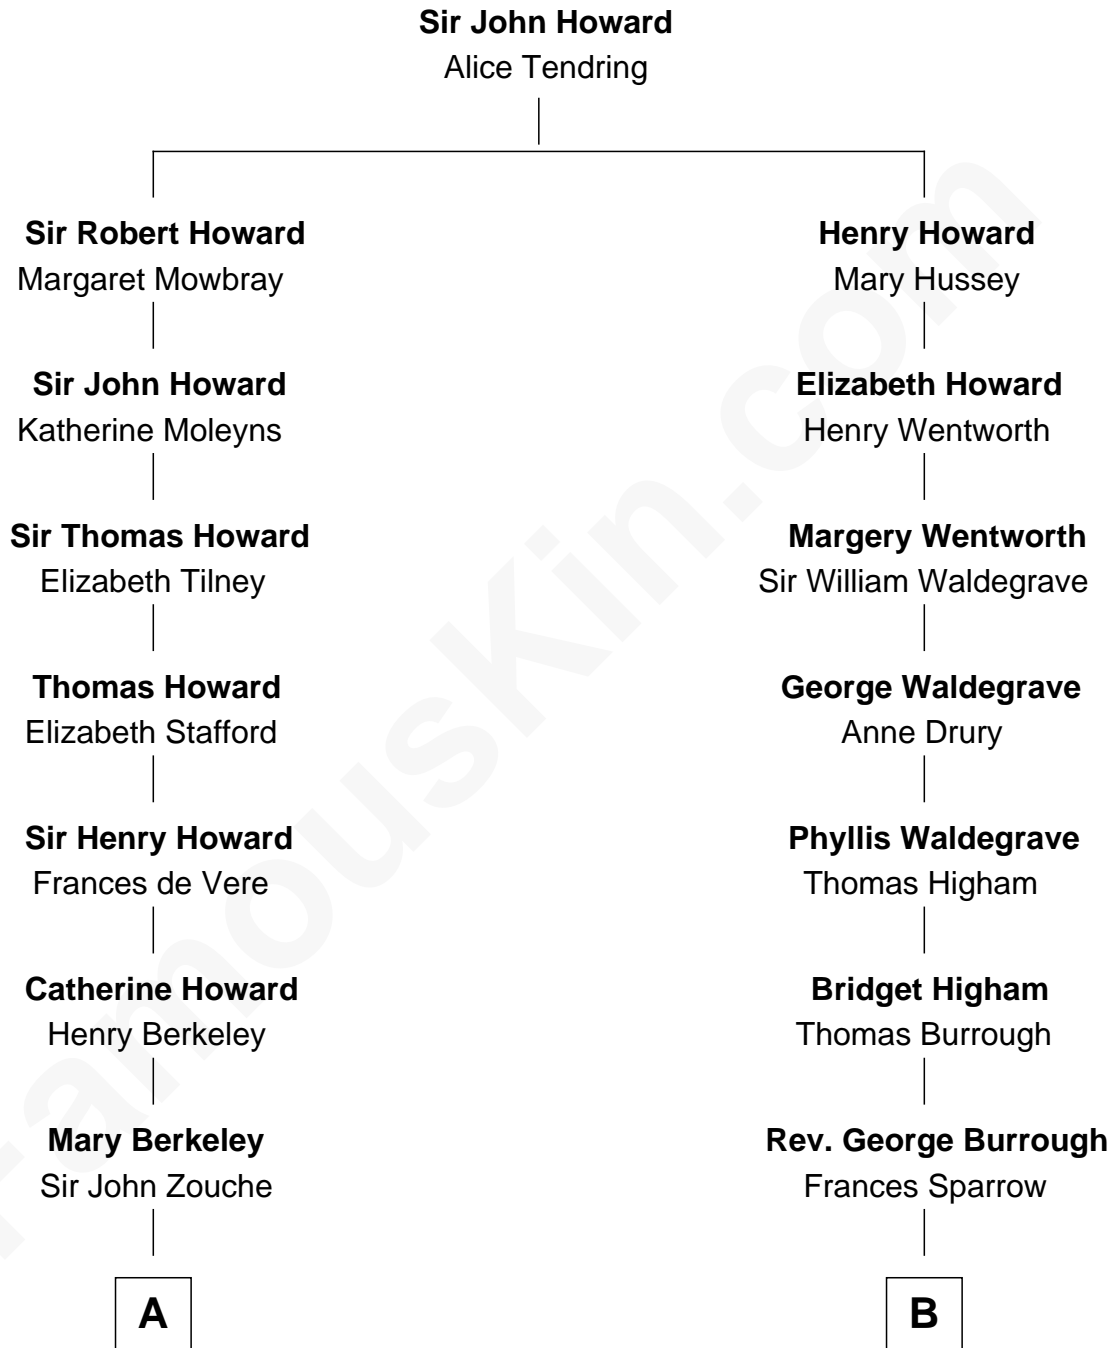 Sir John Howard
Alice Tendring
Sir Robert Howard
Margaret Mowbray
Henry Howard
Mary Hussey
Sir John Howard
Katherine Moleyns
Elizabeth Howard
Henry Wentworth
Sir Thomas Howard
Elizabeth Tilney
Margery Wentworth
Sir William Waldegrave
Thomas Howard
Elizabeth Stafford
George Waldegrave
Anne Drury
Sir Henry Howard
Frances de Vere
Phyllis Waldegrave
Thomas Higham
Catherine Howard
Henry Berkeley
Bridget Higham
Thomas Burrough
Mary Berkeley
Sir John Zouche
Rev. George Burrough
Frances Sparrow
A
B
FamousKin.com